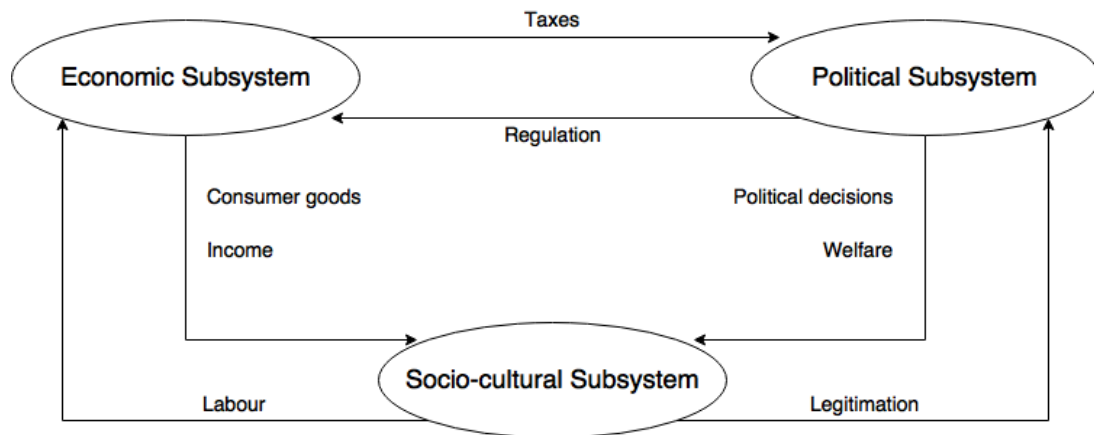 Taxes
Economic Subsystem
Political Subsystem
Regulation
Consumer goods
Political decisions
Income
Welfare
Socio-cultural Subsystem
Labour
Legitimation